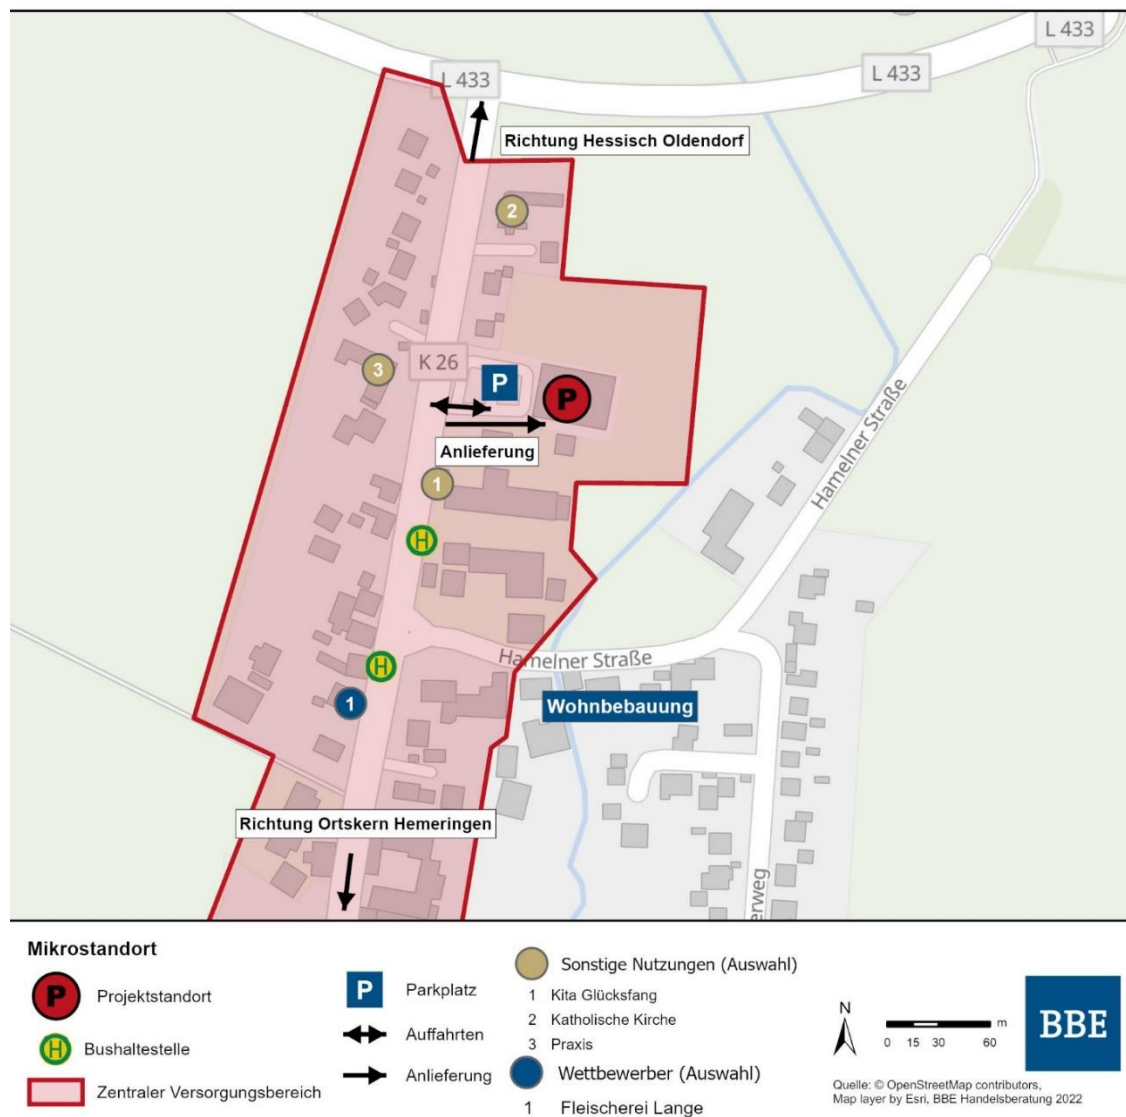 L 433
L 433
L 433
Richtung Hessisch Oldendorf
2
K 26
3
P
P
Anlieferung
1
H
Hamelner Straße
H
Hamelner Straße
1
Wohnbebauung
Richtung Ortskern Hemeringen
erweg
Mikrostandort
P Projektstandort
H Bushaltestelle
Zentraler Versorgungsbereich
P Parkplatz
Auffahrten
Anlieferung
Sonstige Nutzungen (Auswahl)
1 Kita Glücksfang
2 Katholische Kirche
3 Praxis
Wettbewerber (Auswahl)
1 Fleischerei Lange
N
m
0 15 30 60
BBE
Quelle: © OpenStreetMap contributors,
Map layer by Esri, BBE Handelsberatung 2022